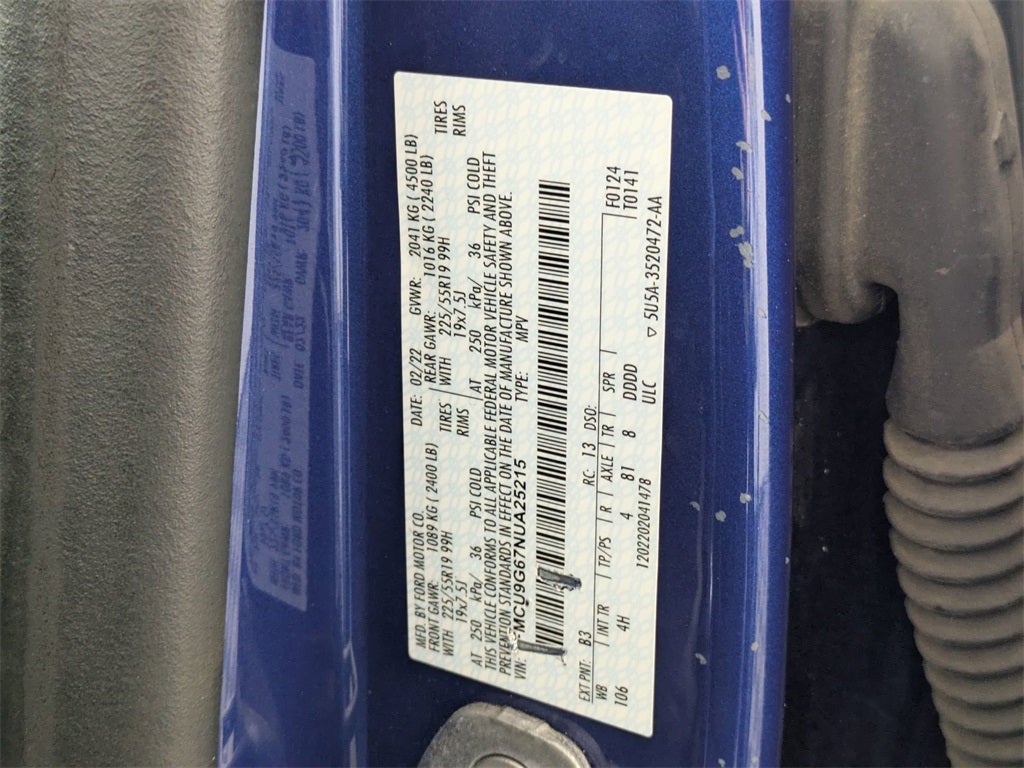 MFD. BY FORD MOTOR CO. DATE: 02/22 GVWR: 2041 KG ( 4500 LB)
FRONT GAWR: 1089 KG ( 2400 LB) REAR GAWR: 1016 KG ( 2240 LB)
WITH 225/55R19 99H TIRES WITH 225/55R19 99H TIRES
19x7.5J RIMS 19x7.5J RIMS
AT 250 kPa/ 36 PSI COLD AT 250 kPa/ 36 PSI COLD
THIS VEHICLE CONFORMS TO ALL APPLICABLE FEDERAL MOTOR VEHICLE SAFETY AND THEFT
PREVENTION STANDARDS IN EFFECT ON THE DATE OF MANUFACTURE SHOWN ABOVE.
VIN: MCU9G67NUA25215 TYPE: MPV
EXT PNT: B3 RC: 13 DSO: F0124
WB INT TR TP/PS R AXLE TR SPR T0141
106 4H 4 B1 8 DDDD
120220204 1478 ULC
▽ 5U5A-3520472-AA